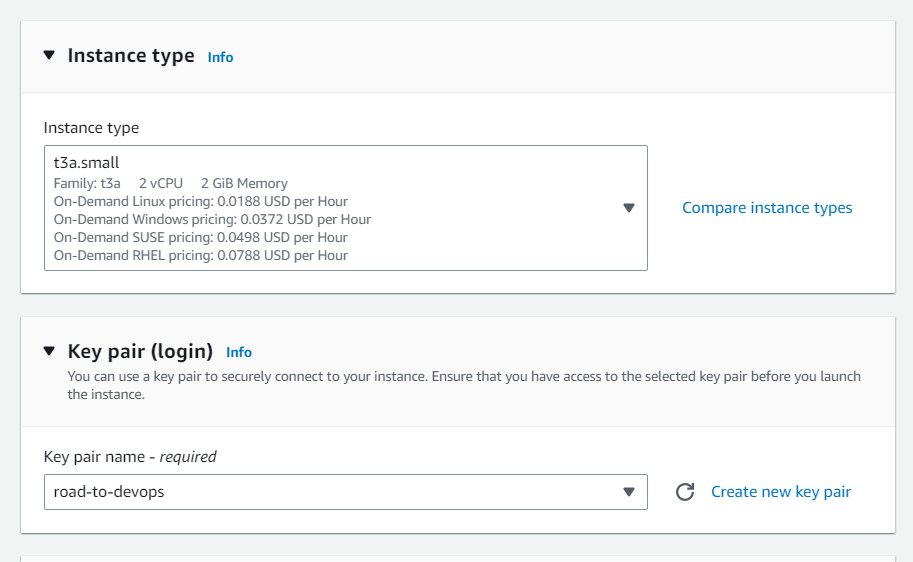 Instance type Info
Instance type
t3a.small
Family: t3a 2 vCPU 2 GiB Memory
On-Demand Linux pricing: 0.0188 USD per Hour
On-Demand Windows pricing: 0.0372 USD per Hour
On-Demand SUSE pricing: 0.0498 USD per Hour
On-Demand RHEL pricing: 0.0788 USD per Hour
Compare instance types
Key pair (login) Info
You can use a key pair to securely connect to your instance. Ensure that you have access to the selected key pair before you launch
the instance.
Key pair name - required
road-to-devops
Create new key pair